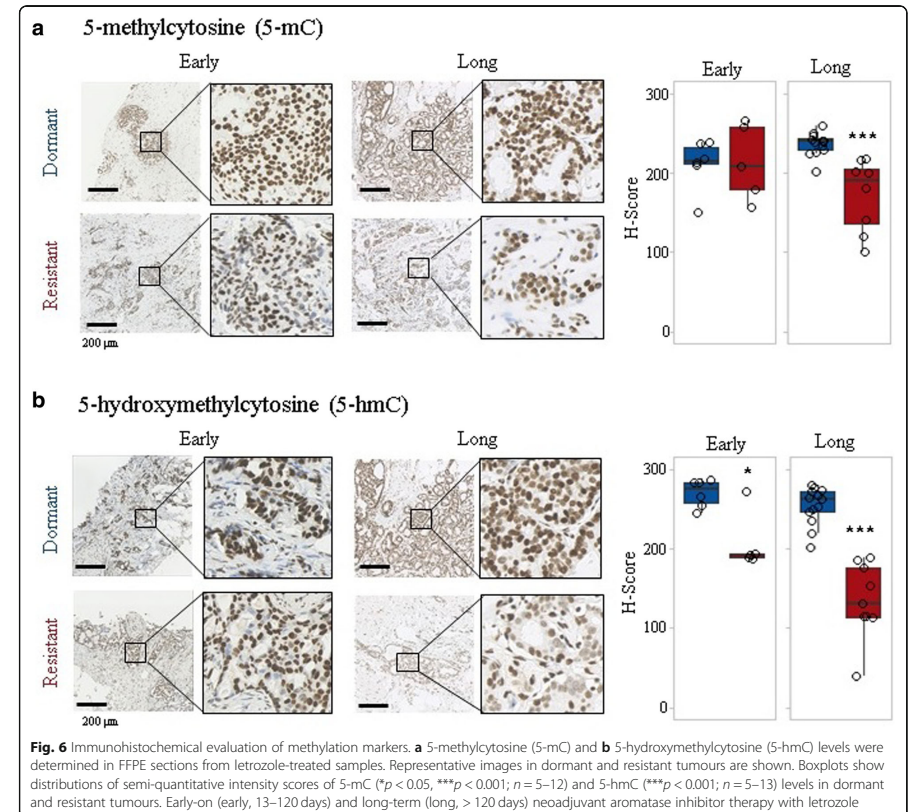 a 5-methylcytosine (5-mC)
Early Long
Dormant
Resistant
200 µm
Early Long
H-Score
300
200
100
0
***
b 5-hydroxymethylcytosine (5-hmC)
Early Long
Dormant
Resistant
200 µm
Early Long
H-Score
300
200
100
0
*
***
Fig. 6 Immunohistochemical evaluation of methylation markers. a 5-methylcytosine (5-mC) and b 5-hydroxymethylcytosine (5-hmC) levels were
determined in FFPE sections from letrozole-treated samples. Representative images in dormant and resistant tumours are shown. Boxplots show
distributions of semi-quantitative intensity scores of 5-mC (*p < 0.05, ***p < 0.001; n = 5–12) and 5-hmC (***p < 0.001; n = 5–13) levels in dormant
and resistant tumours. Early-on (early, 13–120 days) and long-term (long, > 120 days) neoadjuvant aromatase inhibitor therapy with letrozole